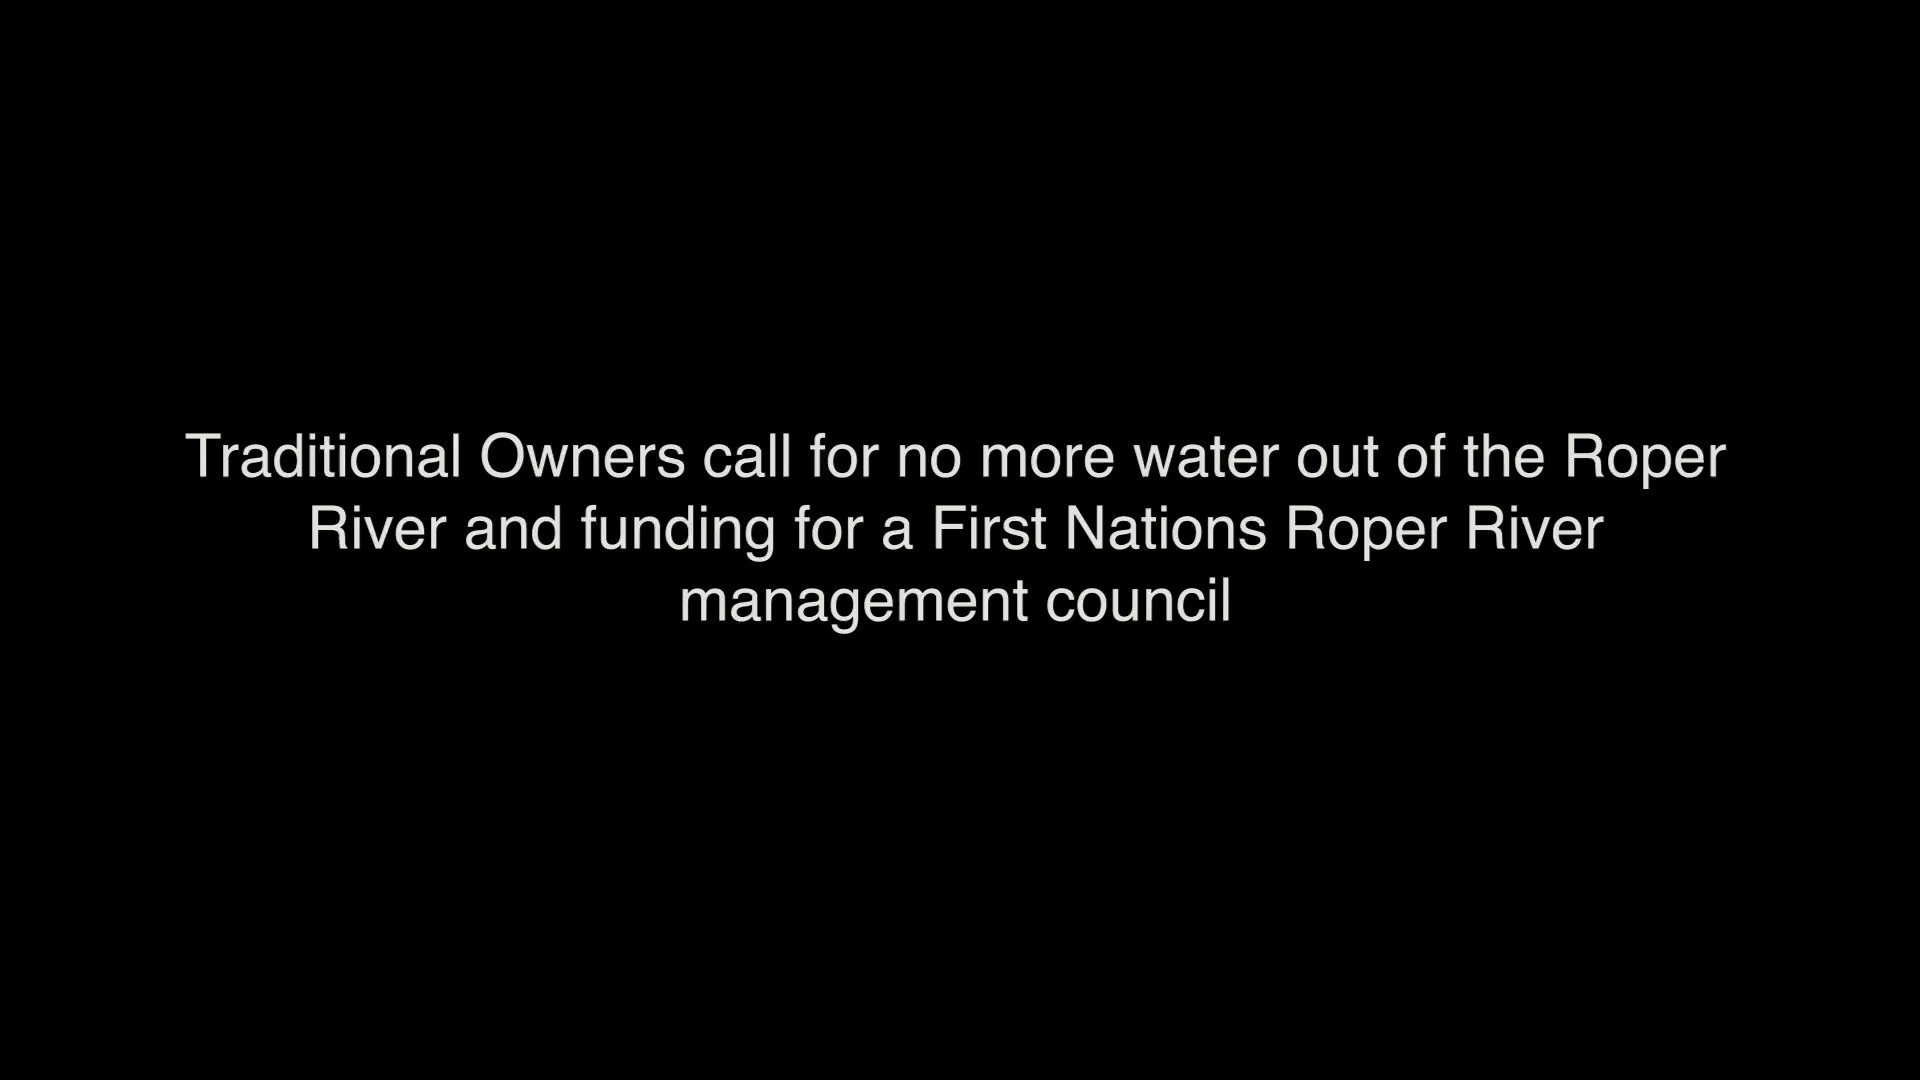 Traditional Owners call for no more water out of the Roper
River and funding for a First Nations Roper River
management council